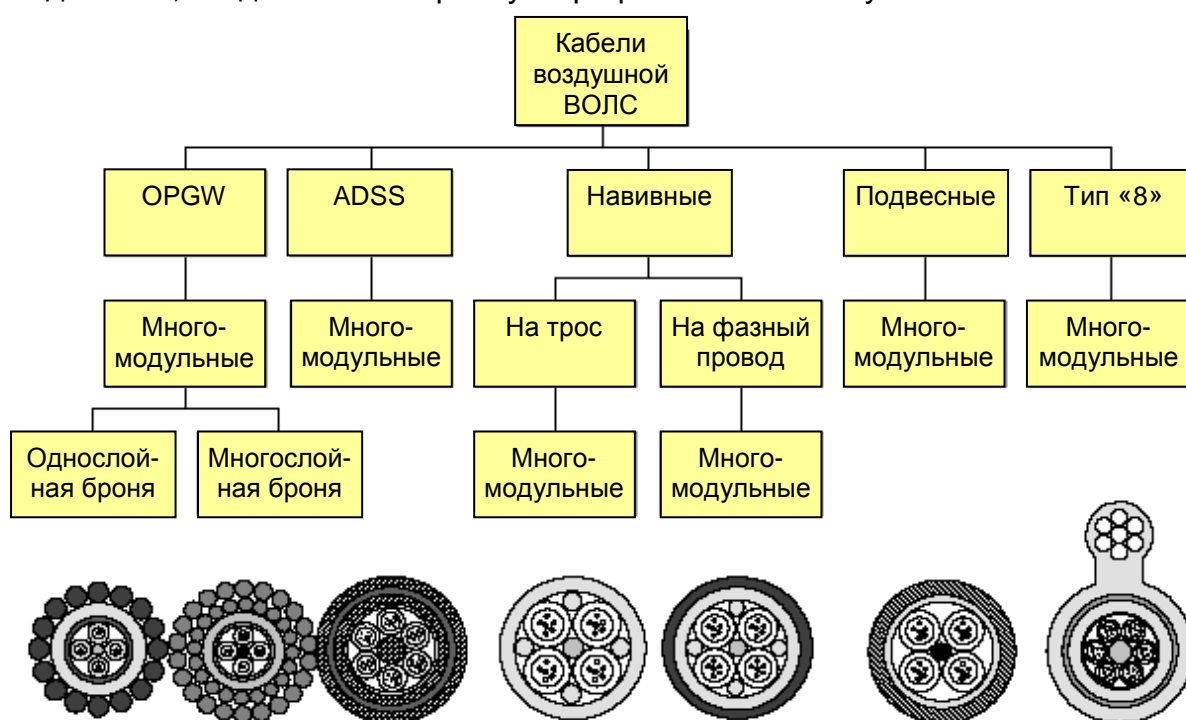 Кабели
воздушной
ВОЛС
OPGW
ADSS
Навивные
Подвесные
Тип «8»
Много-
модульные
Много-
модульные
На трос
На фазный
провод
Много-
модульные
Много-
модульные
Однослой-
ная броня
Многослой-
ная броня
Много-
модульные
Много-
модульные